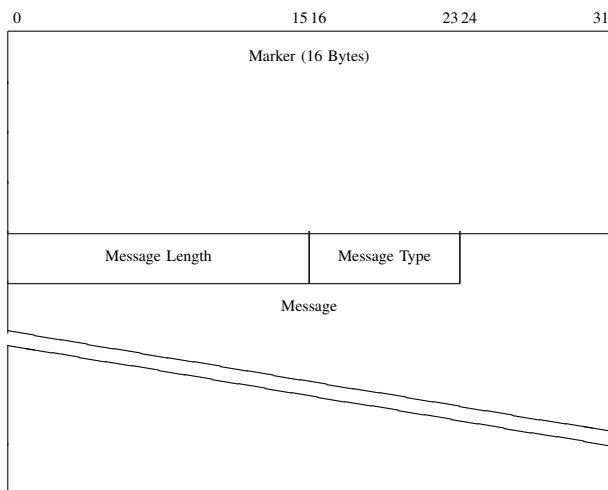 0 15 16 23 24 31
Marker (16 Bytes)
Message Length Message Type
Message